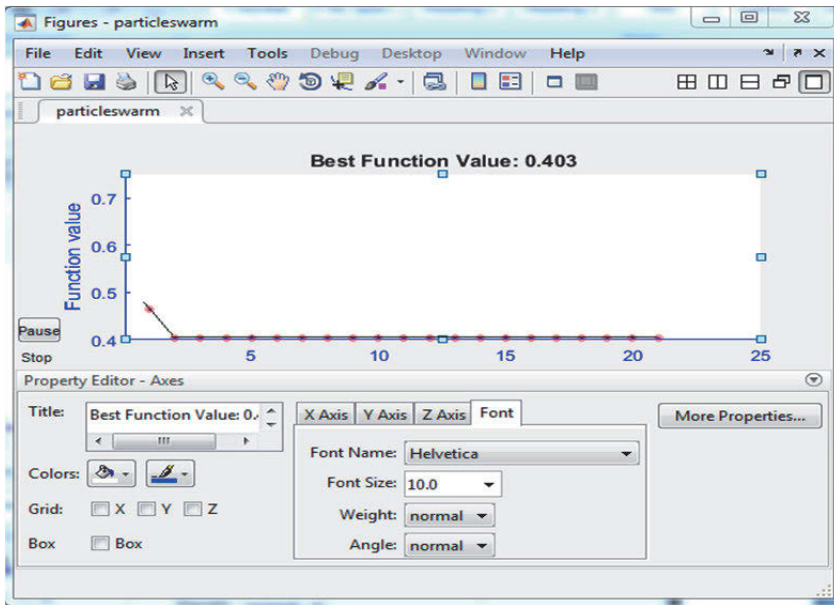 Figures - particleswarm
File Edit View Insert Tools Debug Desktop Window Help
particleswarm
Best Function Value: 0.403
Function value
0.7
0.6
0.5
0.4
5 10 15 20 25
Pause
Stop
Property Editor - Axes
Title: Best Function Value: 0.4
X Axis Y Axis Z Axis Font
More Properties...
Font Name: Helvetica
Colors:
Font Size: 10.0
Grid: X Y Z
Weight: normal
Box Box
Angle: normal